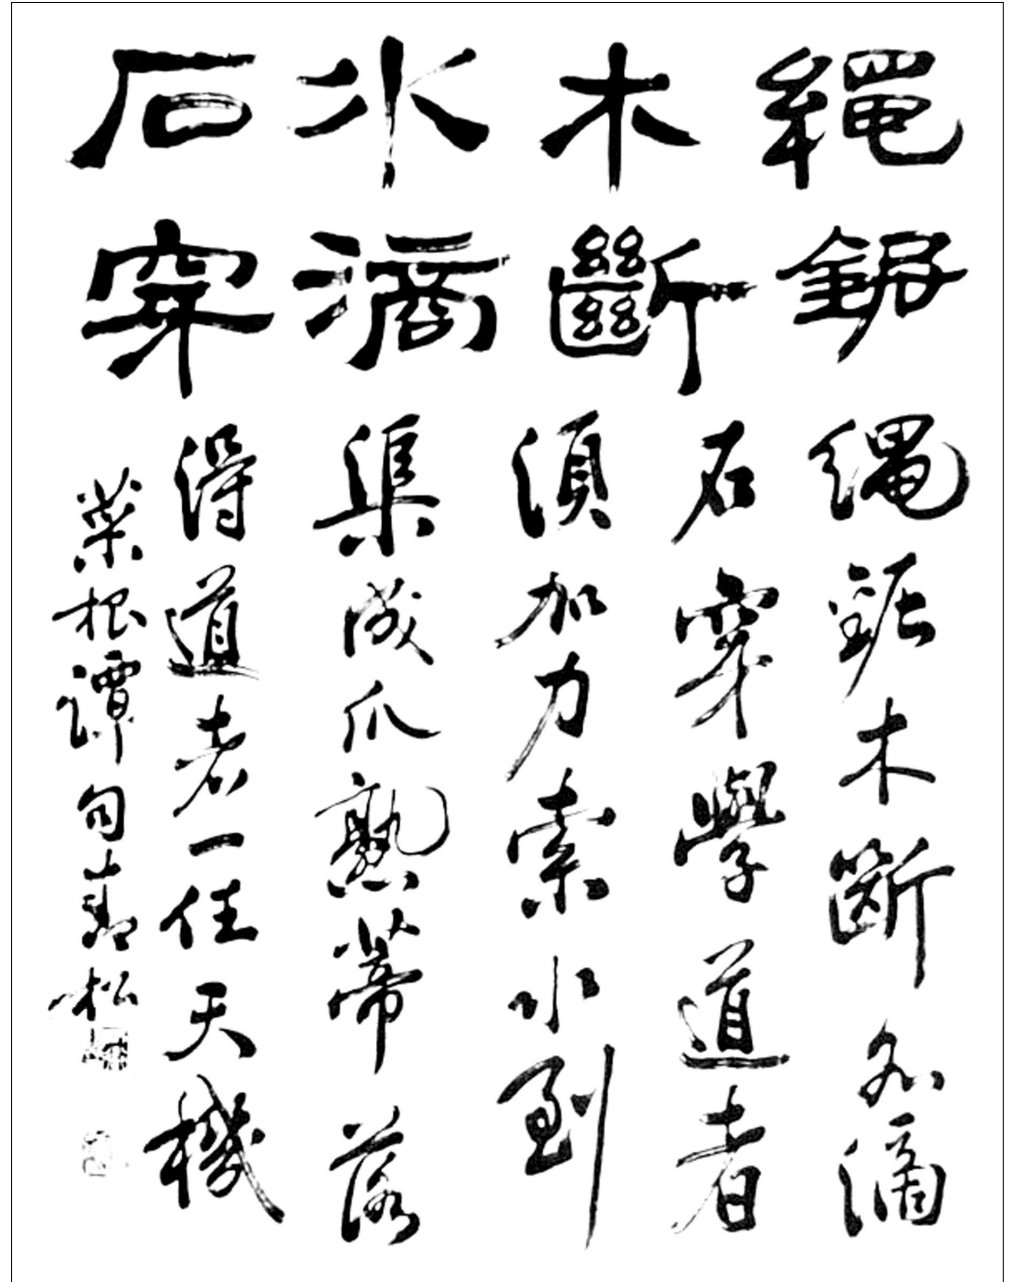 繩鋸
木斷
水滴
石穿
繩鋸木斷水滴
石穿學道者
須加力索水到
渠成瓜熟蒂落
得道者一任天機
菜根譚句壽松